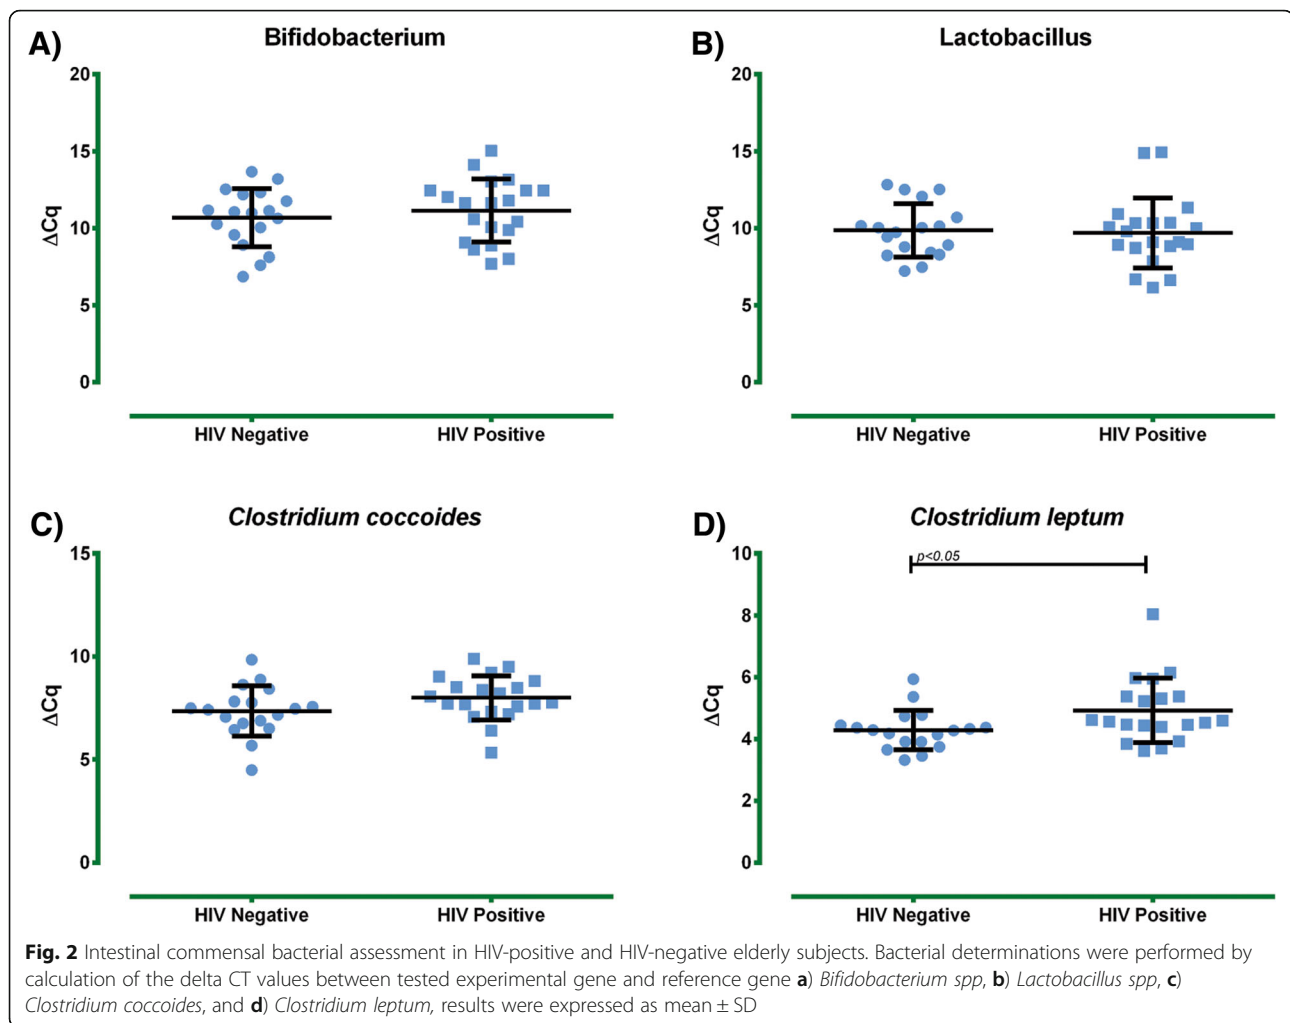 A)
Bifidobacterium
20
15
10
5
0
ΔCq
HIV Negative
HIV Positive
B)
Lactobacillus
20
15
10
5
0
ΔCq
HIV Negative
HIV Positive
C)
Clostridium coccoides
15
10
5
0
ΔCq
HIV Negative
HIV Positive
D)
Clostridium leptum
10
8
6
4
2
0
ΔCq
p<0.05
HIV Negative
HIV Positive
Fig. 2 Intestinal commensal bacterial assessment in HIV-positive and HIV-negative elderly subjects. Bacterial determinations were performed by
calculation of the delta CT values between tested experimental gene and reference gene a) Bifidobacterium spp, b) Lactobacillus spp, c)
Clostridium coccoides, and d) Clostridium leptum, results were expressed as mean ± SD